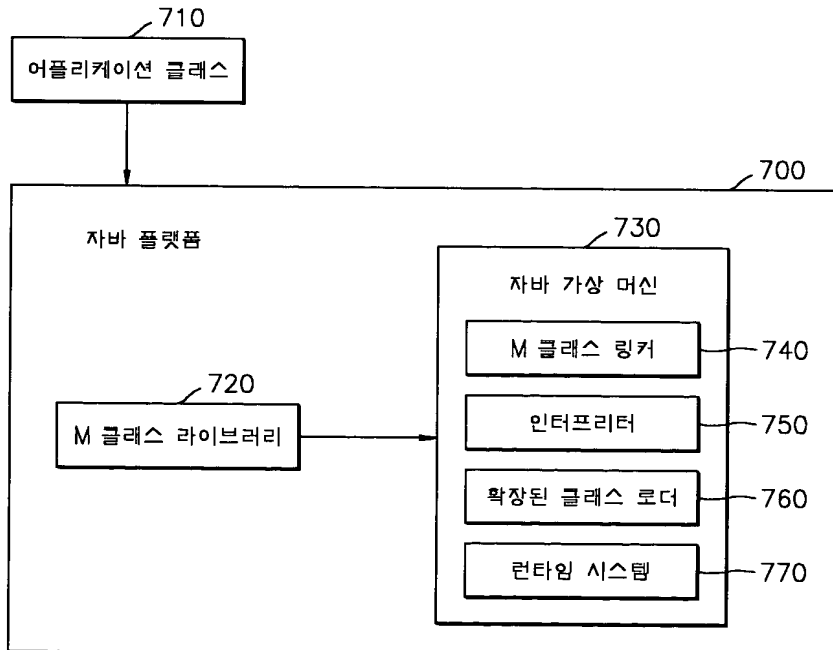 710
어플리케이션 클래스
700
자바 플랫폼
730
자바 가상 머신
M 클래스 링커
740
720
M 클래스 라이브러리
인터프리터
750
확장된 클래스 로더
760
런타임 시스템
770